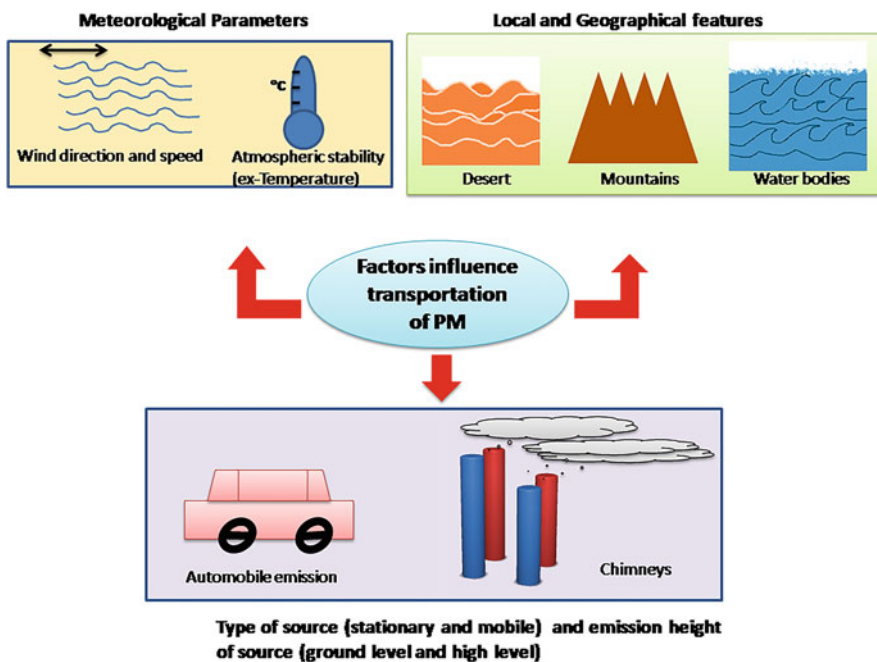 Meteorological Parameters
Local and Geographical features
°C
Wind direction and speed
Atmospheric stability
(ex-Temperature)
Desert
Mountains
Water bodies
Factors influence
transportation
of PM
Automobile emission
Chimneys
Type of source (stationary and mobile) and emission height
of source (ground level and high level)